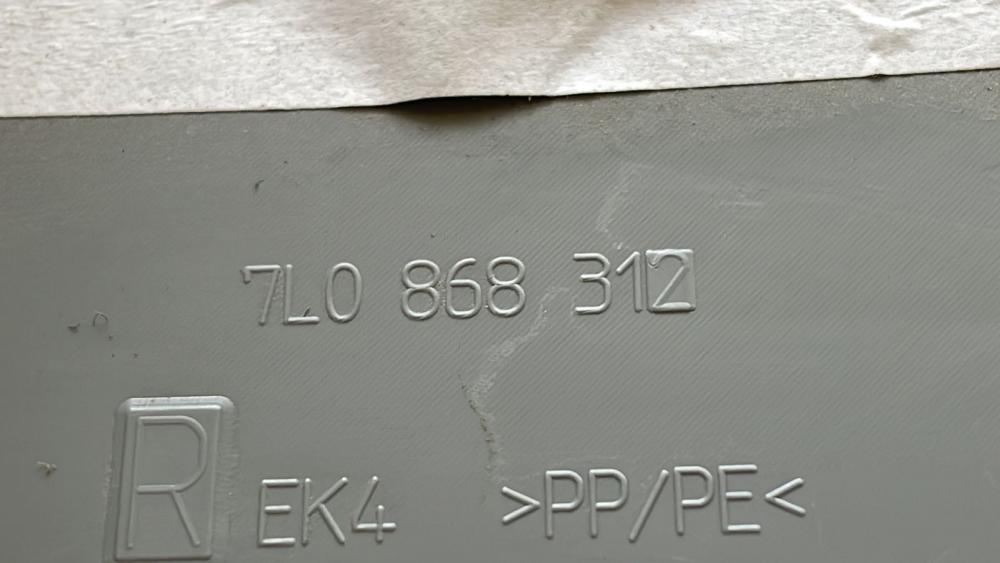 7L0 868 312
R EK4 >PP/PE<